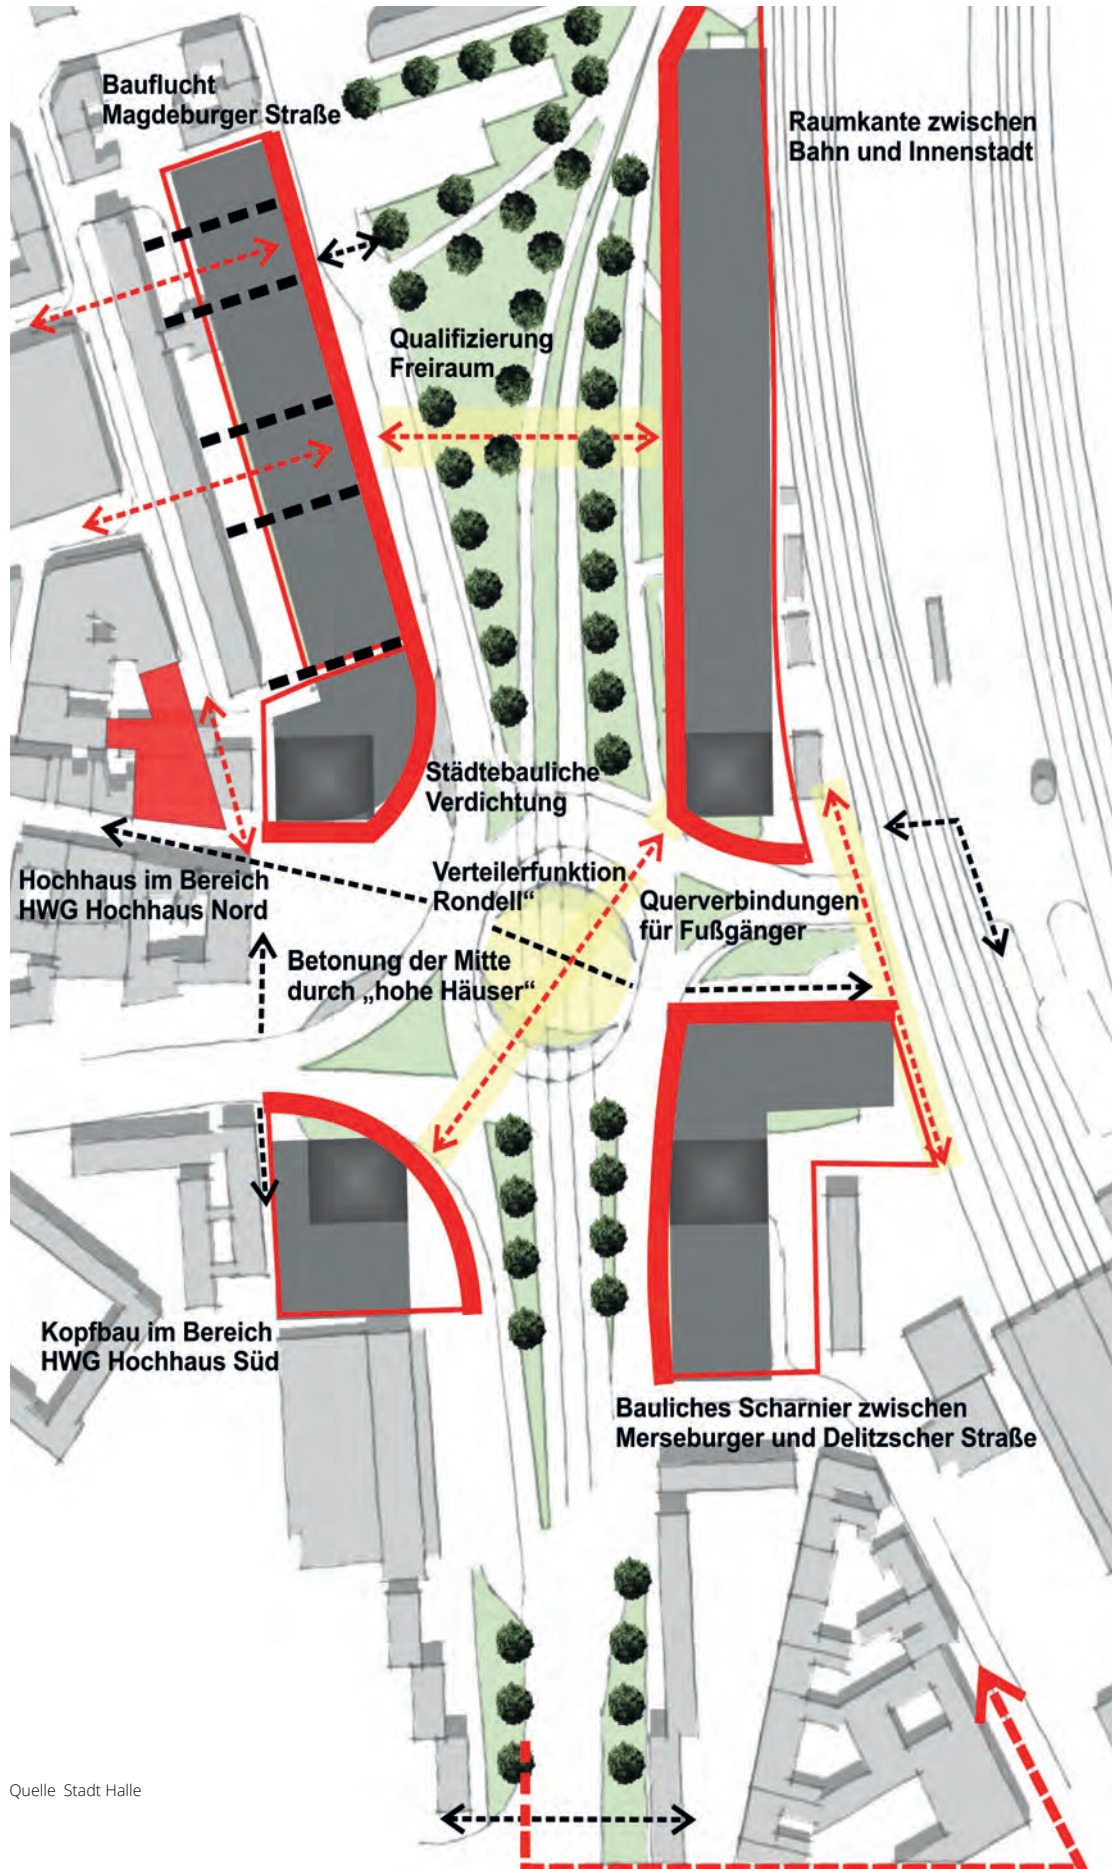 Bauflucht
Magdeburger Straße
Raumkante zwischen
Bahn und Innenstadt
Qualifizierung
Freiraum
Städtebauliche
Verdichtung
Hochhaus im Bereich
HWG Hochhaus Nord
Verteilerfunktion
Rondell“
Querverbindungen
für Fußgänger
Betonung der Mitte
durch „hohe Häuser“
Kopfbau im Bereich
HWG Hochhaus Süd
Bauliches Scharnier zwischen
Merseburger und Delitzscher Straße
Quelle Stadt Halle